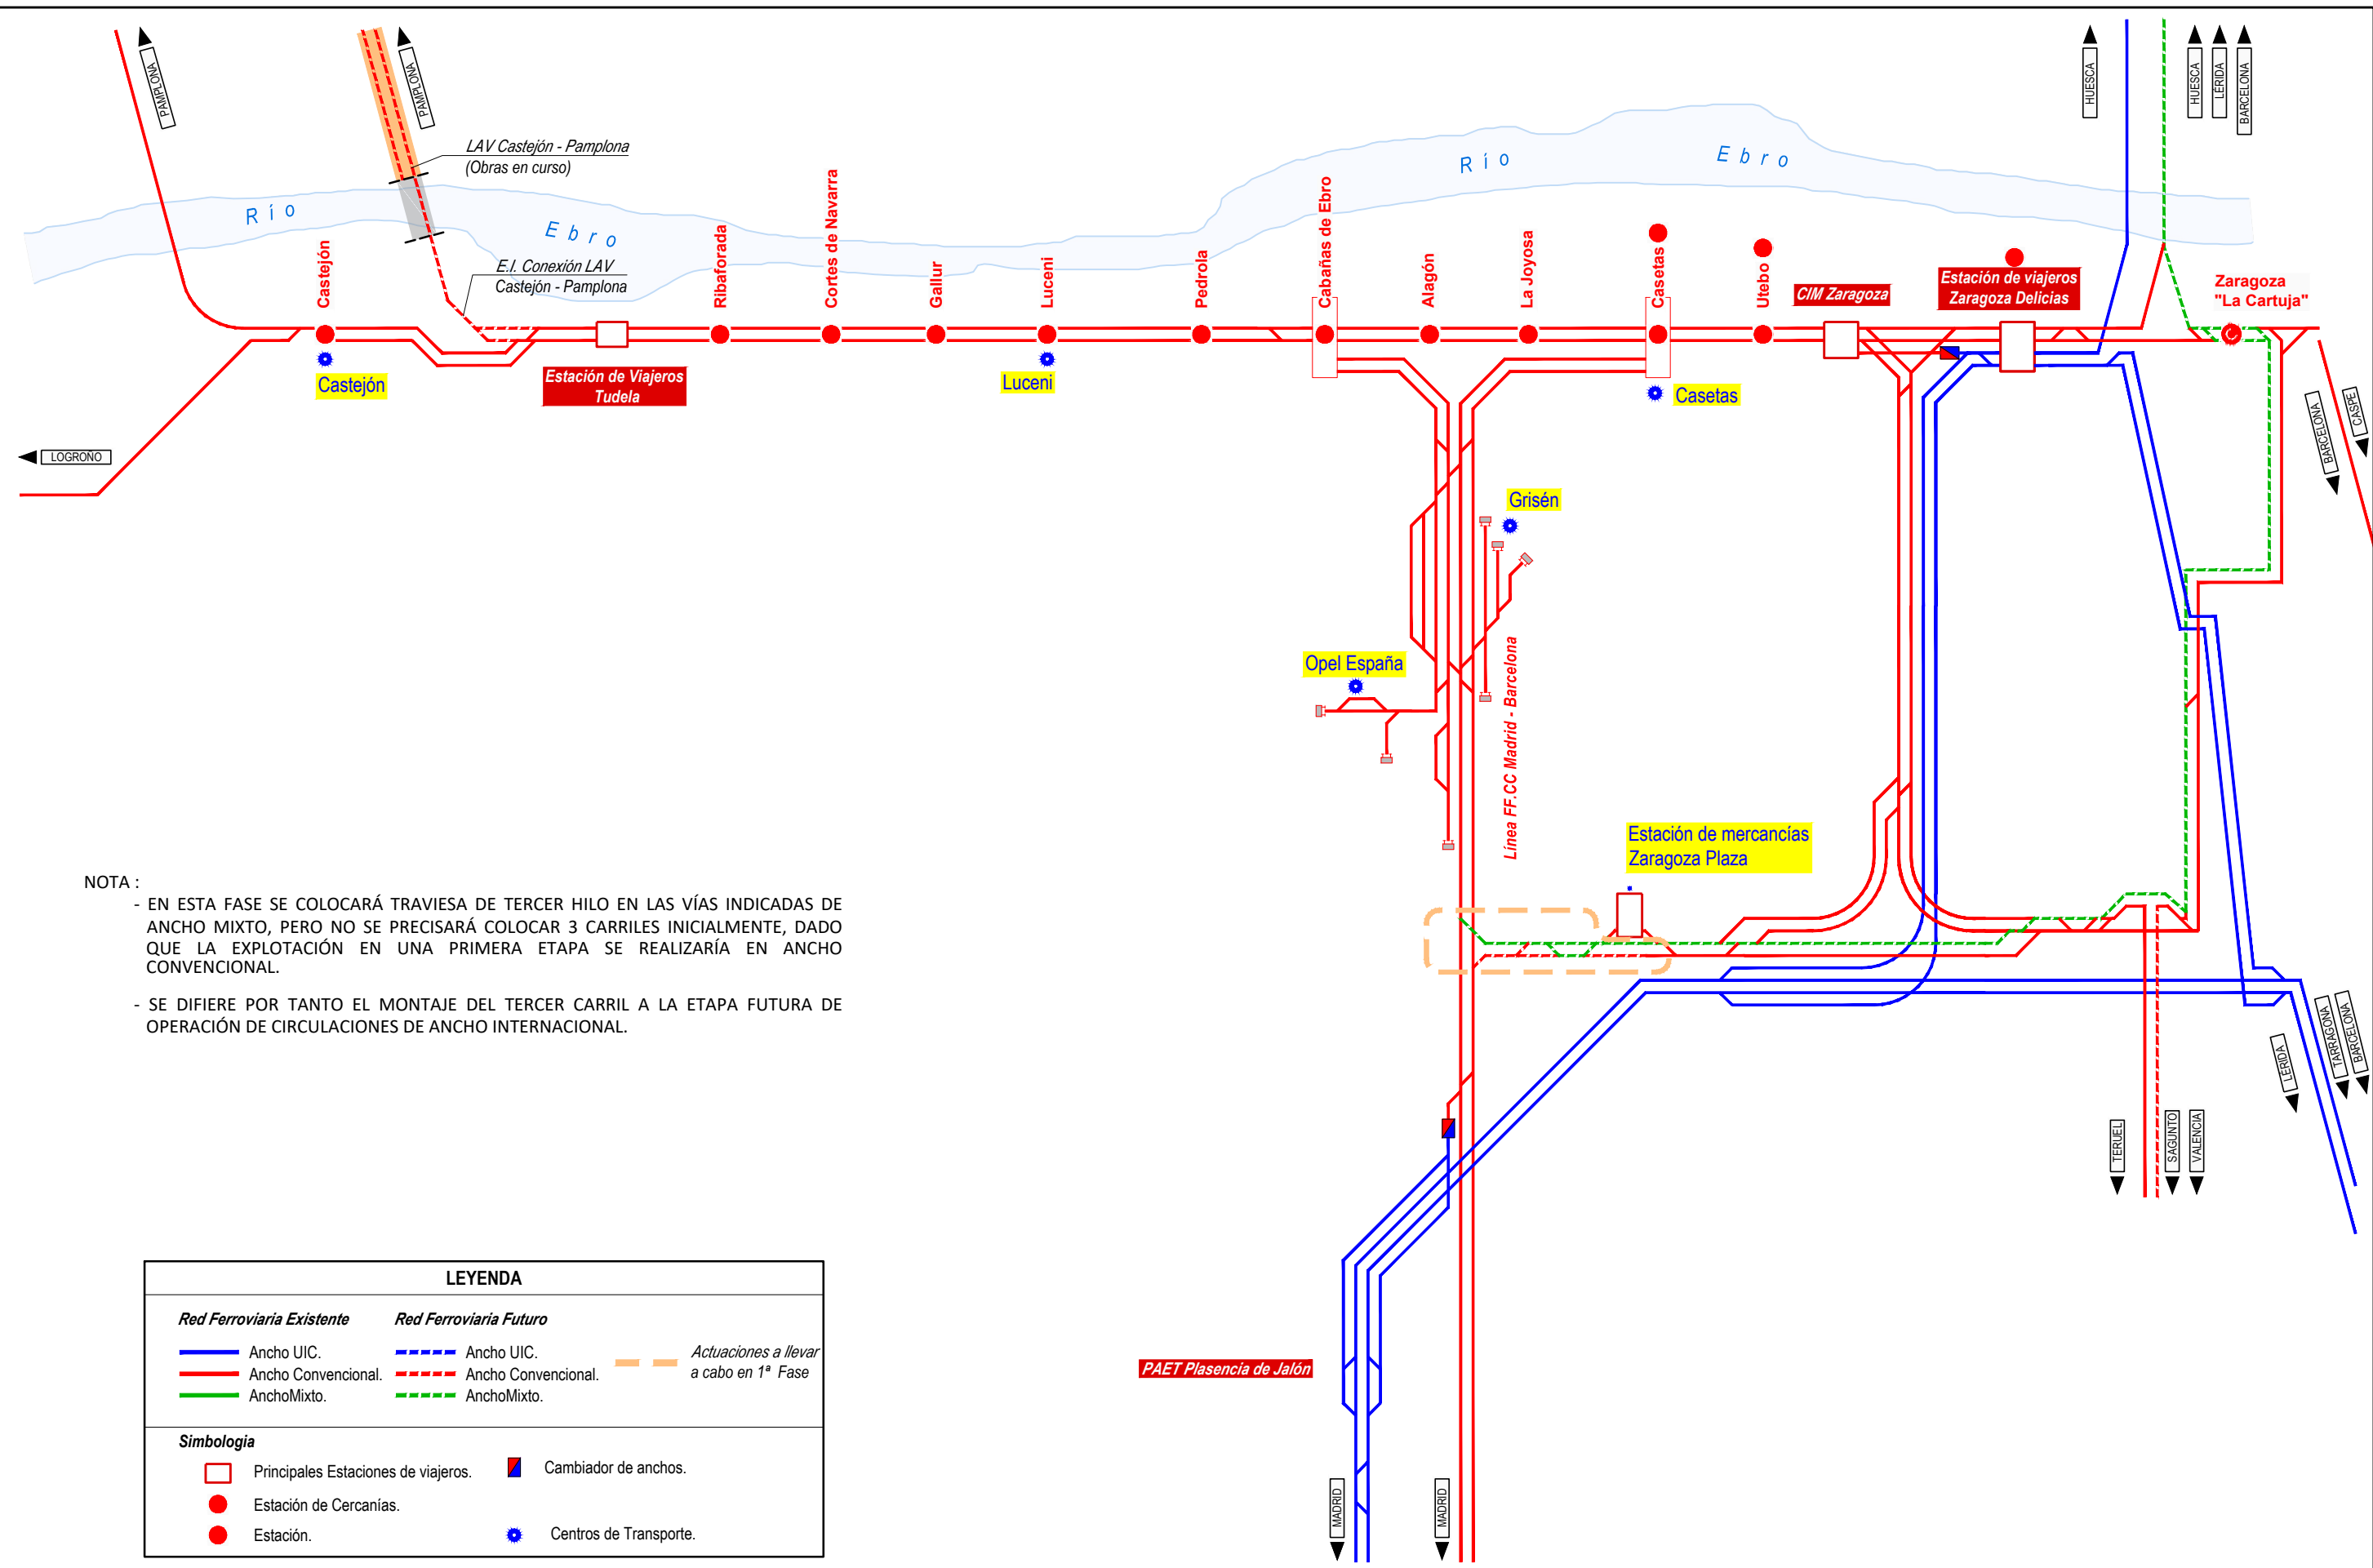 PAMPLONA
PAMPLONA
HUESCA
HUESCA
LÉRIDA
BARCELONA
LAV Castejón - Pamplona
(Obras en curso)
Río
Ebro
Río
Ebro
E.I. Conexión LAV
Castejón - Pamplona
Castejón
Ribaforada
Cortes de Navarra
Gallur
Luceni
Pedrola
Cabañas de Ebro
Alagón
La Joyosa
Casetas
Utebo
CIM Zaragoza
Estación de viajeros
Zaragoza Delicias
Zaragoza
"La Cartuja"
Castejón
Estación de Viajeros
Tudela
Luceni
Casetas
BARCELONA
CASPE
LOGROÑO
Grisén
Opel España
Línea FF.CC Madrid - Barcelona
Estación de mercancías
Zaragoza Plaza
NOTA :
- EN ESTA FASE SE COLOCARÁ TRAVIESA DE TERCER HILO EN LAS VÍAS INDICADAS DE
ANCHO MIXTO, PERO NO SE PRECISARÁ COLOCAR 3 CARRILES INICIALMENTE, DADO
QUE LA EXPLOTACIÓN EN UNA PRIMERA ETAPA SE REALIZARÍA EN ANCHO
CONVENCIONAL.
- SE DIFIERE POR TANTO EL MONTAJE DEL TERCER CARRIL A LA ETAPA FUTURA DE
OPERACIÓN DE CIRCULACIONES DE ANCHO INTERNACIONAL.
LÉRIDA
TARRAGONA
BARCELONA
TERUEL
SAGUNTO
VALENCIA
PAET Plasencia de Jalón
MADRID
MADRID
LEYENDA
Red Ferroviaria Existente
Red Ferroviaria Futuro
Ancho UIC.
Ancho UIC.
Actuaciones a llevar
a cabo en 1ª Fase
Ancho Convencional.
Ancho Convencional.
AnchoMixto.
AnchoMixto.
Simbologia
Principales Estaciones de viajeros.
Cambiador de anchos.
Estación de Cercanías.
Estación.
Centros de Transporte.